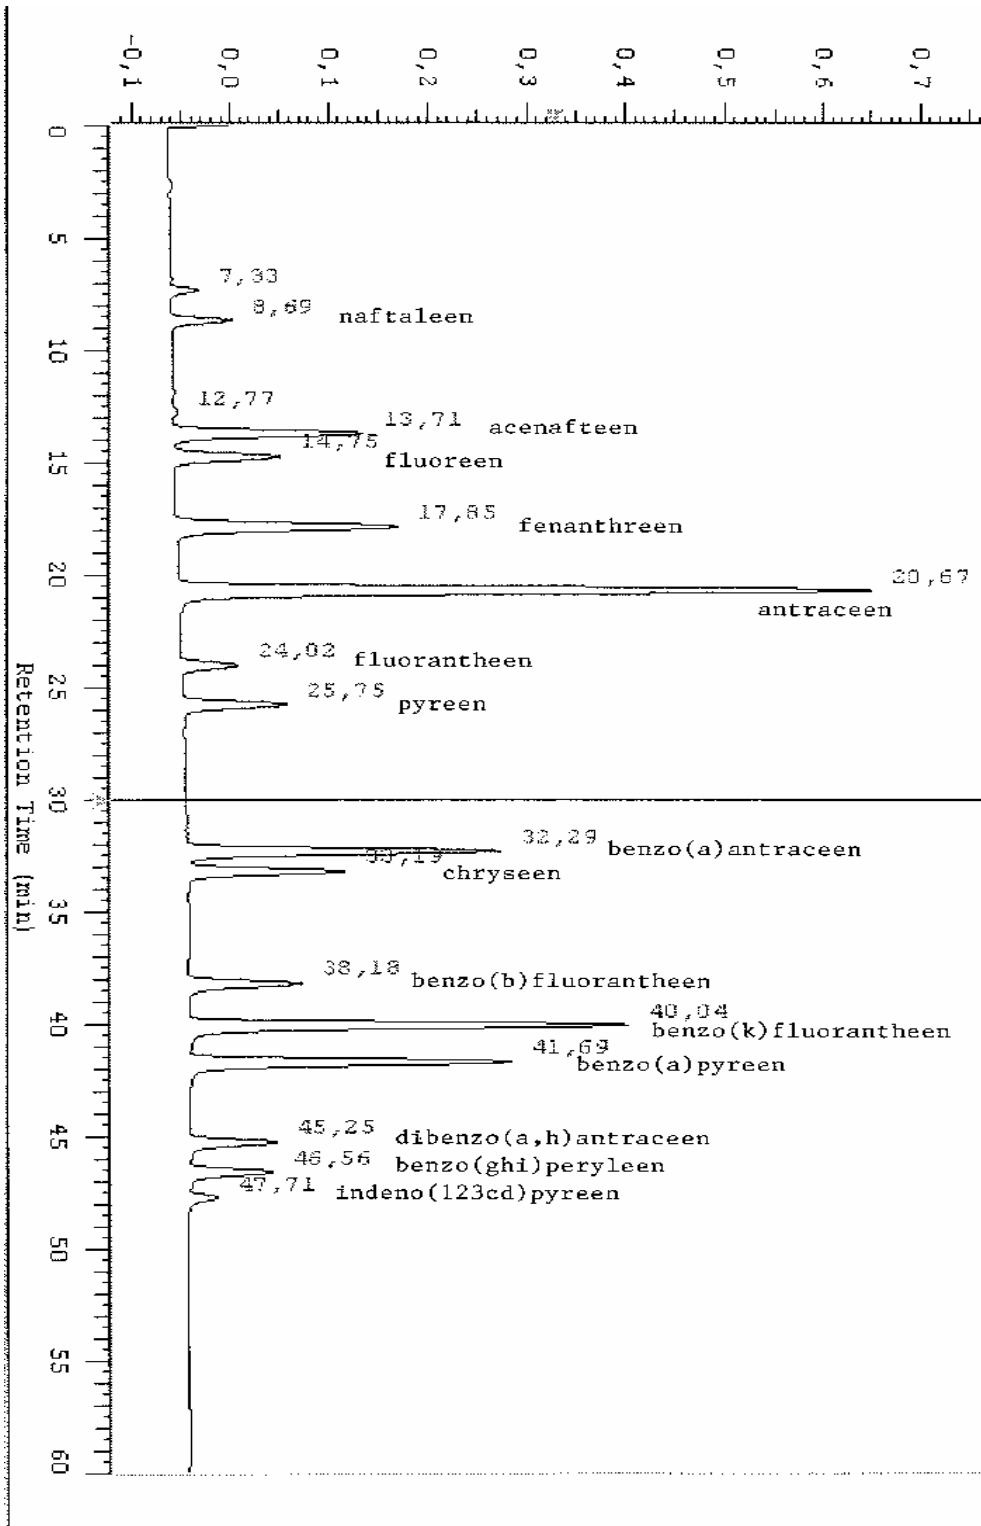 -0,1 0,0 0,1 0,2 0,3 0,4 0,5 0,6 0,7
0
5
7,33
8,69 naftaleen
10
12,77
13,71 acenafteen
14,75 fluoreen
15
17,85 fenanthreen
20
20,67 antraceen
24,02 fluorantheen
25
25,75 pyreen
30
32,29 benzo(a)antraceen
33,19 chryseen
35
38,18 benzo(b)fluorantheen
40
40,04 benzo(k)fluorantheen
41,69 benzo(a)pyreen
45
45,25 dibenzo(a,h)antraceen
46,56 benzo(ghi)peryleen
47,71 indeno(123cd)pyreen
50
55
60
Retention Time (min)